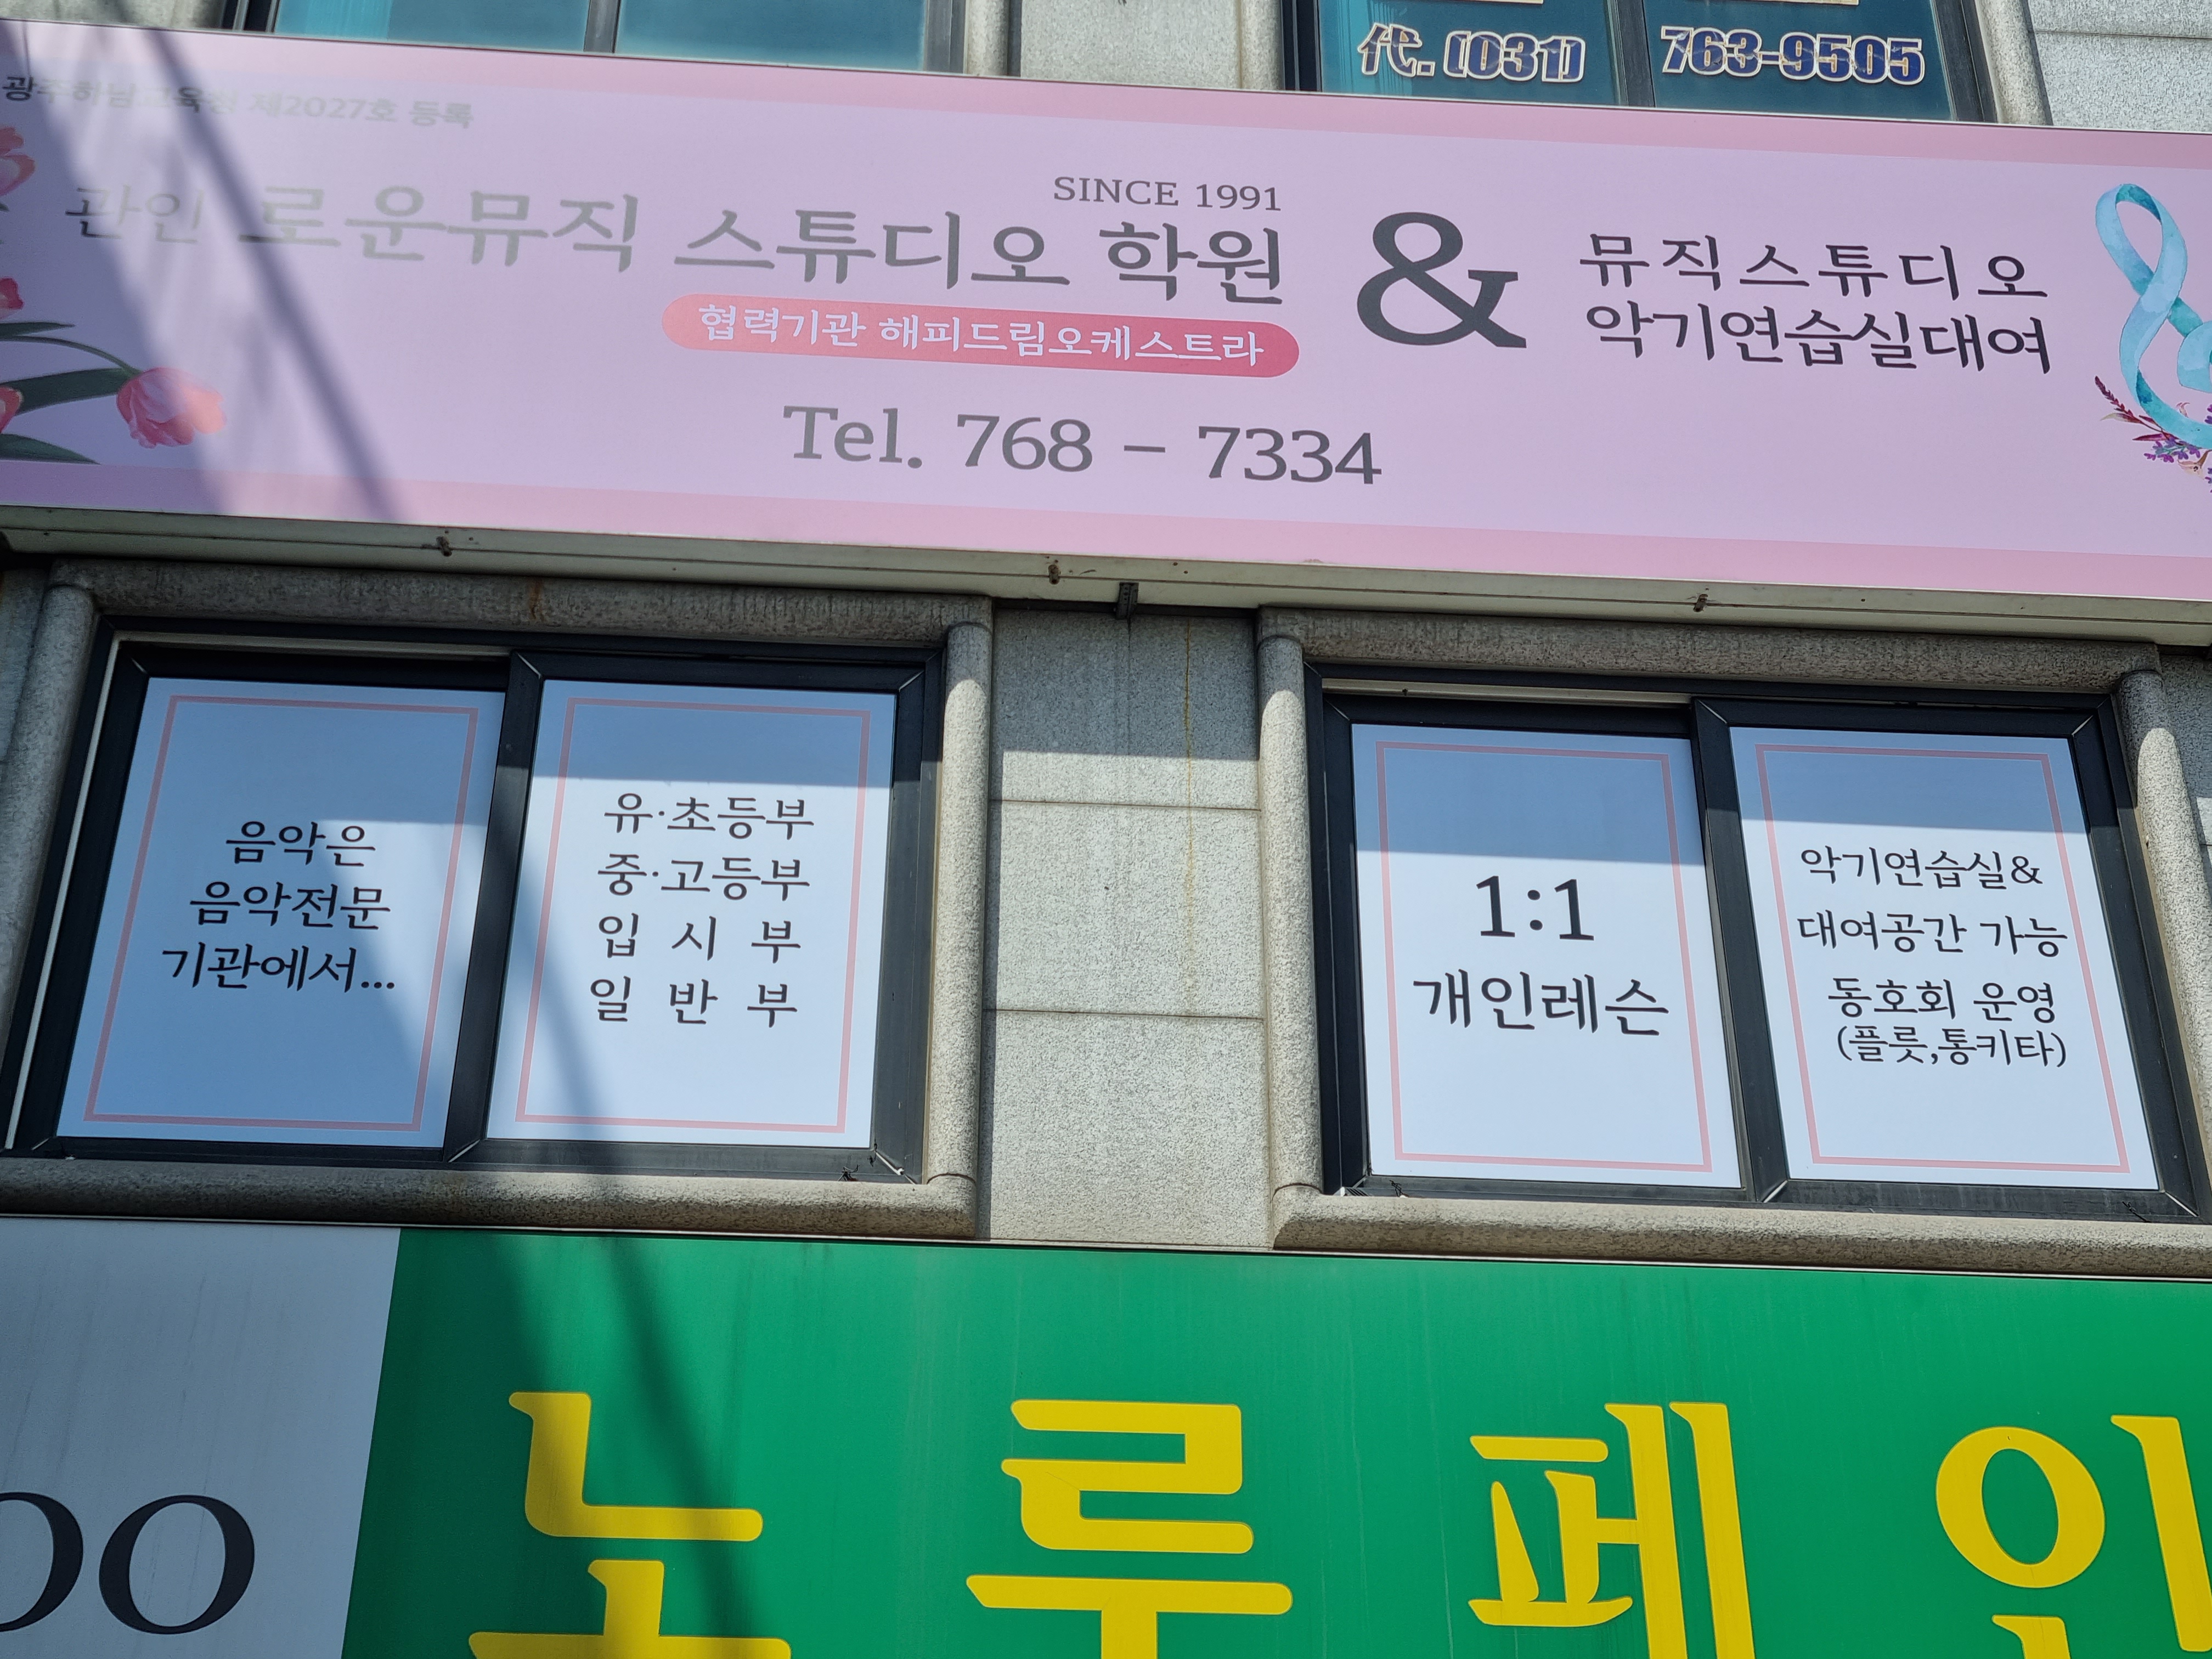 代. (031) 763-9505
광주하남교육청 제2027호 등록
SINCE 1991
관인 로운뮤직 스튜디오 학원
협력기관 해피드림오케스트라
&
뮤직스튜디오
악기연습실대여
Tel. 768 - 7334
음악은
음악전문
기관에서...
유·초등부
중·고등부
입 시 부
일 반 부
1:1
개인레슨
악기연습실&
대여공간 가능
동호회 운영
(플룻,통키타)
노루페인